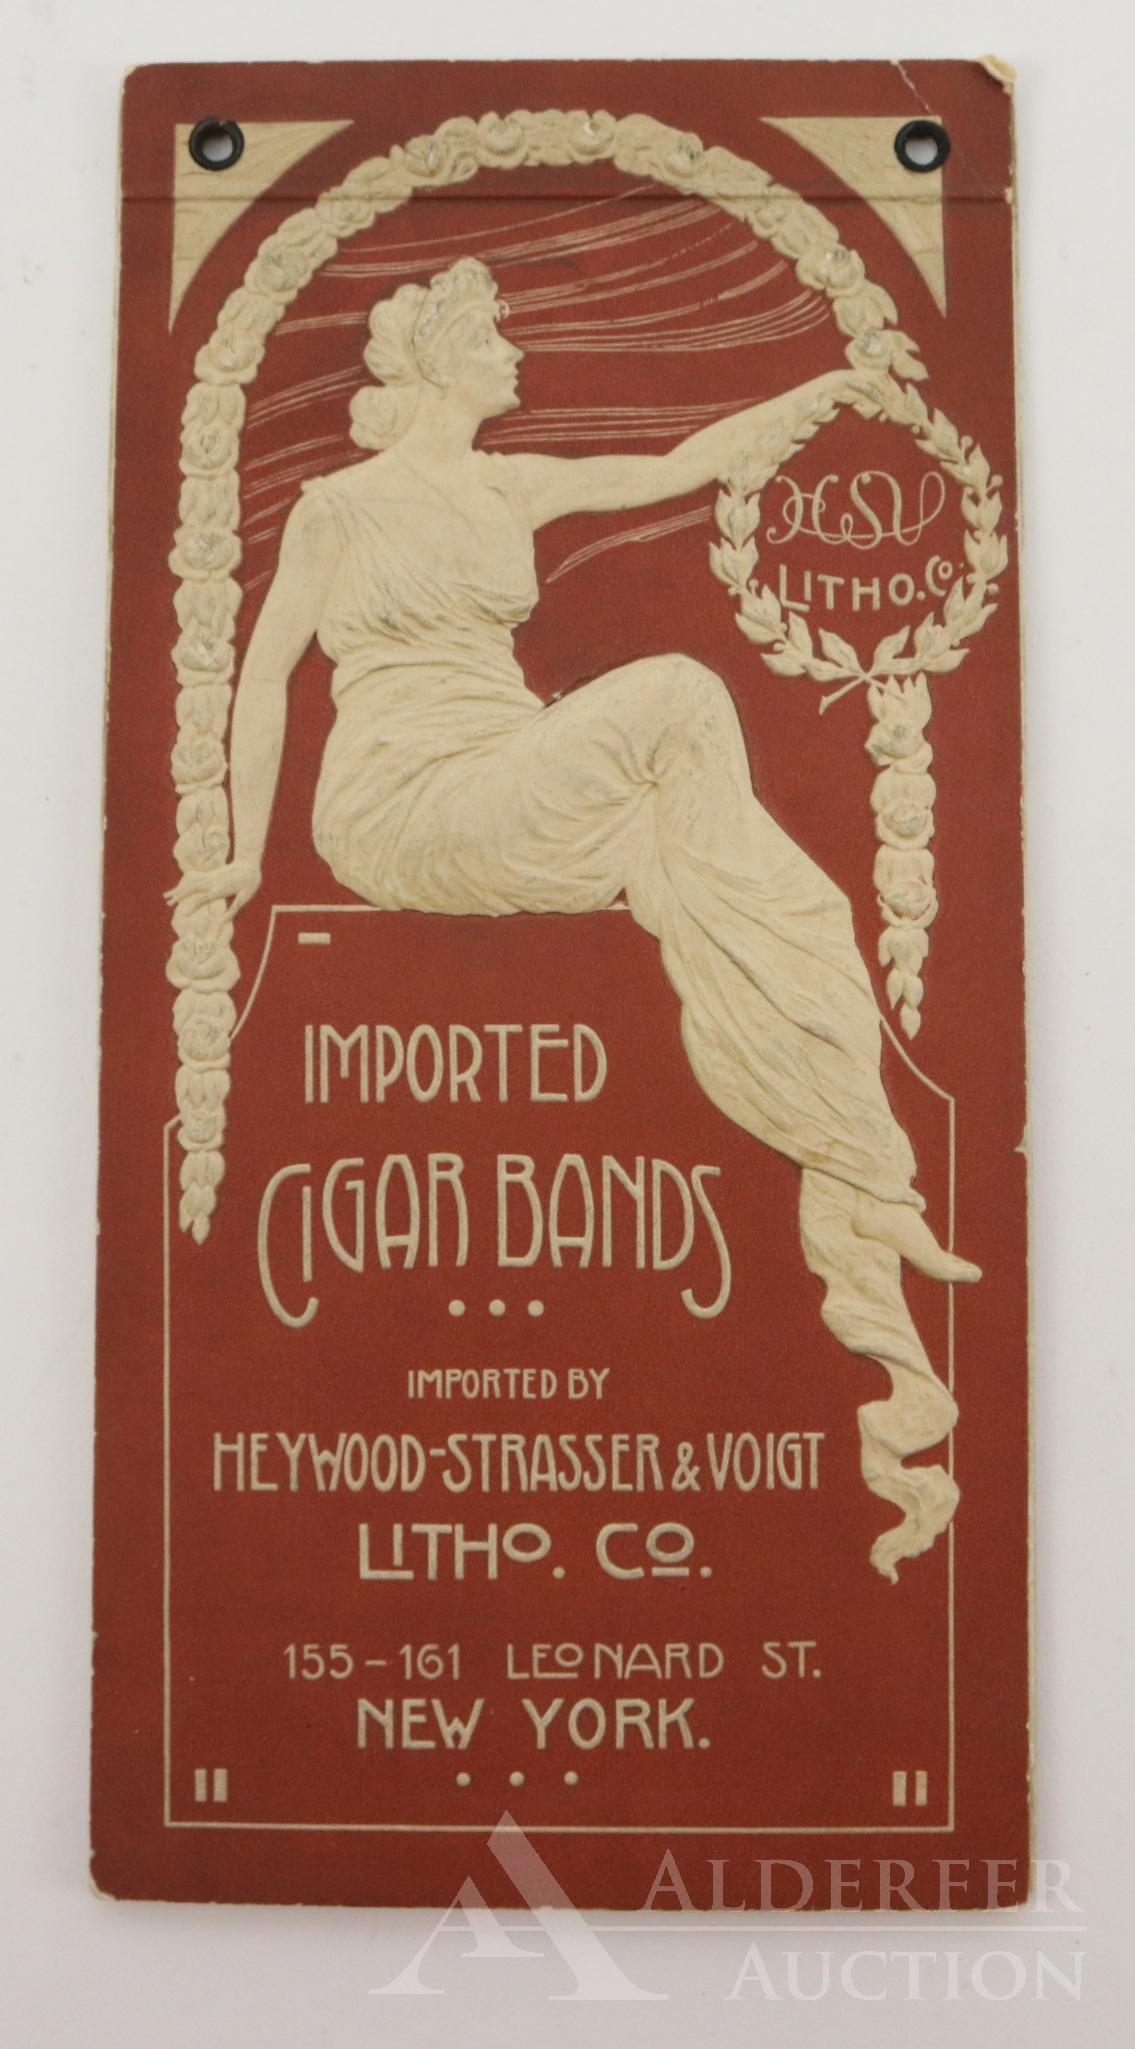 HSV
LITHO. Co.
IMPORTED
CIGAR BANDS
IMPORTED BY
HEYWOOD-STRASSER & VOIGT
LITHO. Co.
155-161 LEONARD ST.
NEW YORK.
ALDERFER
AUCTION